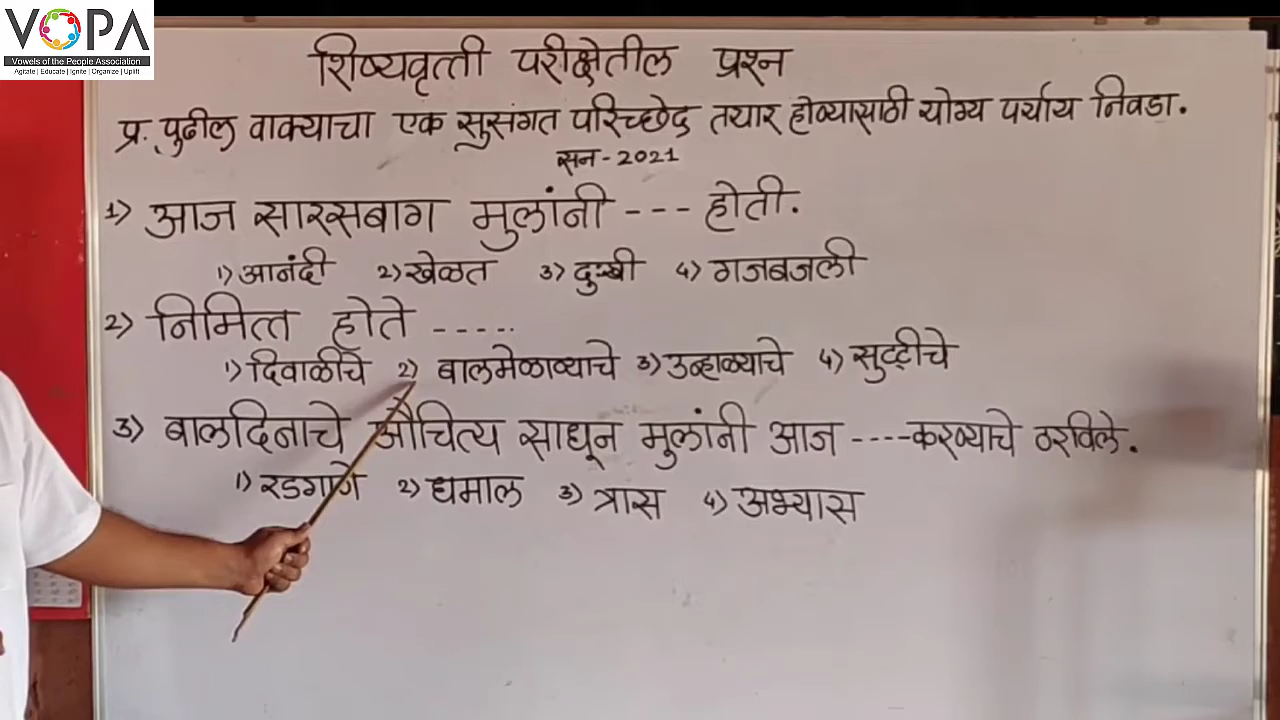 VOPA
Vowels of the People Association
Agitate | Educate | Ignite | Organize | Uplift
शिष्यवृत्ती परीक्षेतील प्रश्न
प्र. पुढील वाक्याचा एक सुसंगत परिच्छेद तयार होण्यासाठी योग्य पर्याय निवडा.
सन - 2021
1) आज सारसबाग मुलांनी --- होती.
1) आनंदी 2) खेळत 3) दुःखी 4) गजबजली
2) निमित्त होते -----
1) दिवाळीचे 2) बालमेळाव्याचे 3) उन्हाळ्याचे 4) सुट्टीचे
3) बालदिनाचे औचित्य साधून मुलांनी आज ---- करण्याचे ठरविले.
1) रडगाणे 2) धमाल 3) त्रास 4) अभ्यास